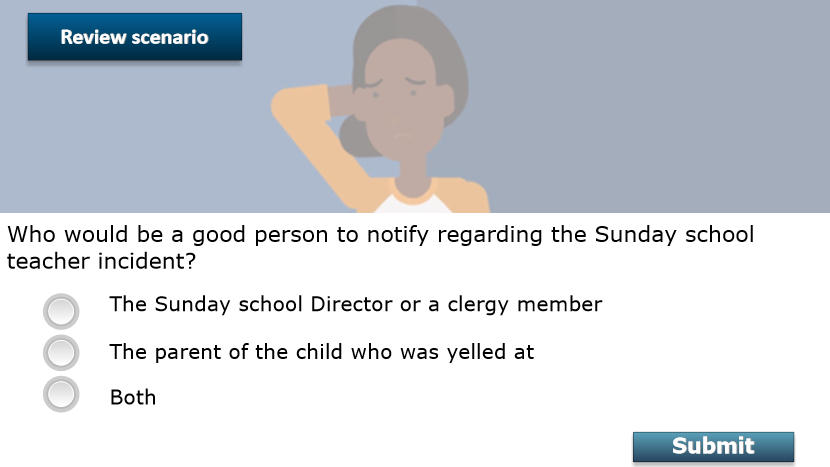 Review scenario
Who would be a good person to notify regarding the Sunday school
teacher incident?
The Sunday school Director or a clergy member
The parent of the child who was yelled at
Both
Submit